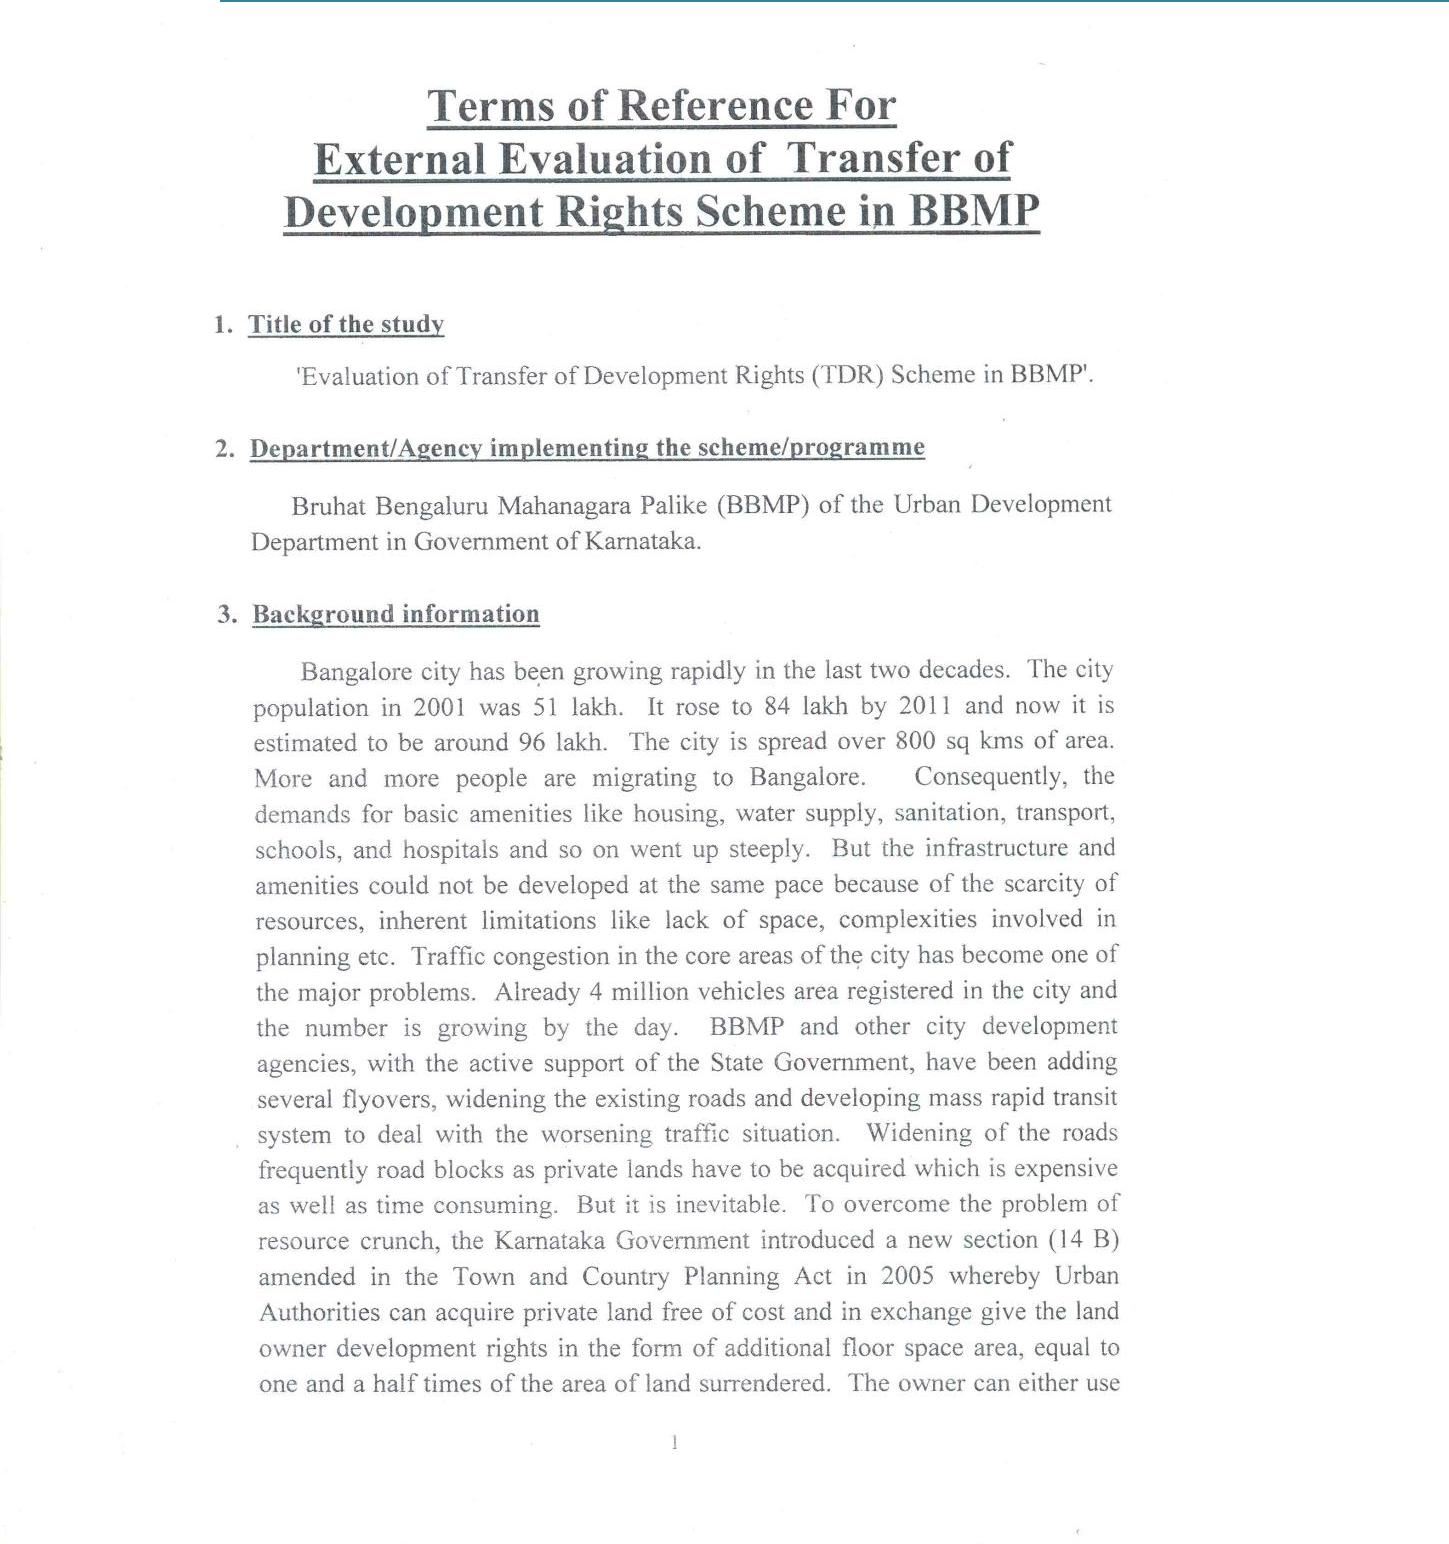 Terms of Reference For
External Evaluation of Transfer of
Development Rights Scheme in BBMP
1. Title of the study
'Evaluation of Transfer of Development Rights (TDR) Scheme in BBMP'.
2. Department/Agency implementing the scheme/programme
Bruhat Bengaluru Mahanagara Palike (BBMP) of the Urban Development
Department in Government of Karnataka.
3. Background information
Bangalore city has been growing rapidly in the last two decades. The city
population in 2001 was 51 lakh. It rose to 84 lakh by 2011 and now it is
estimated to be around 96 lakh. The city is spread over 800 sq kms of area.
More and more people are migrating to Bangalore. Consequently, the
demands for basic amenities like housing, water supply, sanitation, transport,
schools, and hospitals and so on went up steeply. But the infrastructure and
amenities could not be developed at the same pace because of the scarcity of
resources, inherent limitations like lack of space, complexities involved in
planning etc. Traffic congestion in the core areas of the city has become one of
the major problems. Already 4 million vehicles area registered in the city and
the number is growing by the day. BBMP and other city development
agencies, with the active support of the State Government, have been adding
several flyovers, widening the existing roads and developing mass rapid transit
system to deal with the worsening traffic situation. Widening of the roads
frequently road blocks as private lands have to be acquired which is expensive
as well as time consuming. But it is inevitable. To overcome the problem of
resource crunch, the Karnataka Government introduced a new section (14 B)
amended in the Town and Country Planning Act in 2005 whereby Urban
Authorities can acquire private land free of cost and in exchange give the land
owner development rights in the form of additional floor space area, equal to
one and a half times of the area of land surrendered. The owner can either use
1